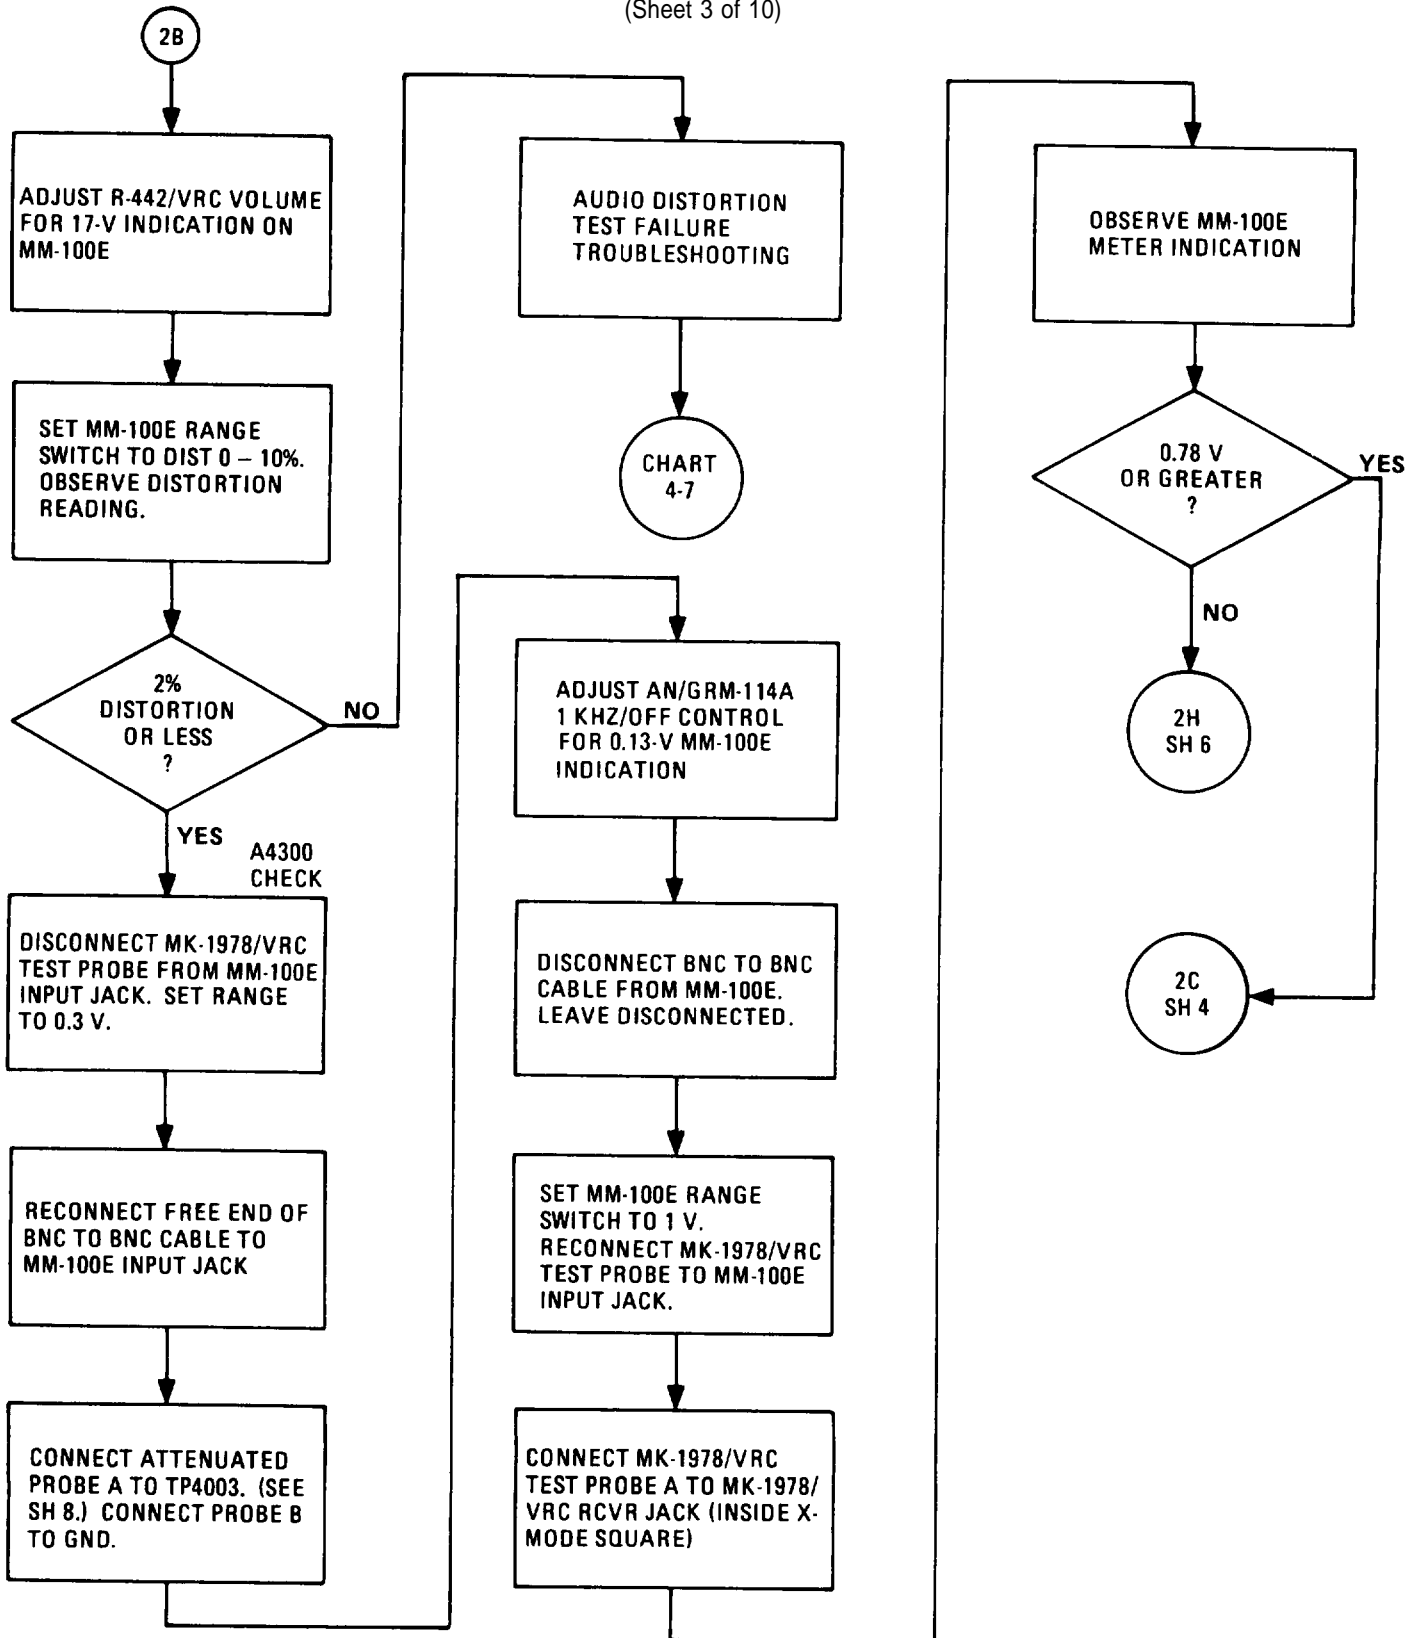 (Sheet 3 of 10)
2B
ADJUST R-442/VRC VOLUME
FOR 17-V INDICATION ON
MM-100E
SET MM-100E RANGE
SWITCH TO DIST 0 – 10%.
OBSERVE DISTORTION
READING.
2%
DISTORTION
OR LESS
?
NO
YES
A4300
CHECK
DISCONNECT MK-1978/VRC
TEST PROBE FROM MM-100E
INPUT JACK. SET RANGE
TO 0.3 V.
RECONNECT FREE END OF
BNC TO BNC CABLE TO
MM-100E INPUT JACK
CONNECT ATTENUATED
PROBE A TO TP4003. (SEE
SH 8.) CONNECT PROBE B
TO GND.
AUDIO DISTORTION
TEST FAILURE
TROUBLESHOOTING
CHART
4-7
ADJUST AN/GRM-114A
1 KHZ/OFF CONTROL
FOR 0.13-V MM-100E
INDICATION
DISCONNECT BNC TO BNC
CABLE FROM MM-100E.
LEAVE DISCONNECTED.
SET MM-100E RANGE
SWITCH TO 1 V.
RECONNECT MK-1978/VRC
TEST PROBE TO MM-100E
INPUT JACK.
CONNECT MK-1978/VRC
TEST PROBE A TO MK-1978/
VRC RCVR JACK (INSIDE X-
MODE SQUARE)
OBSERVE MM-100E
METER INDICATION
0.78 V
OR GREATER
?
YES
NO
2H
SH 6
2C
SH 4